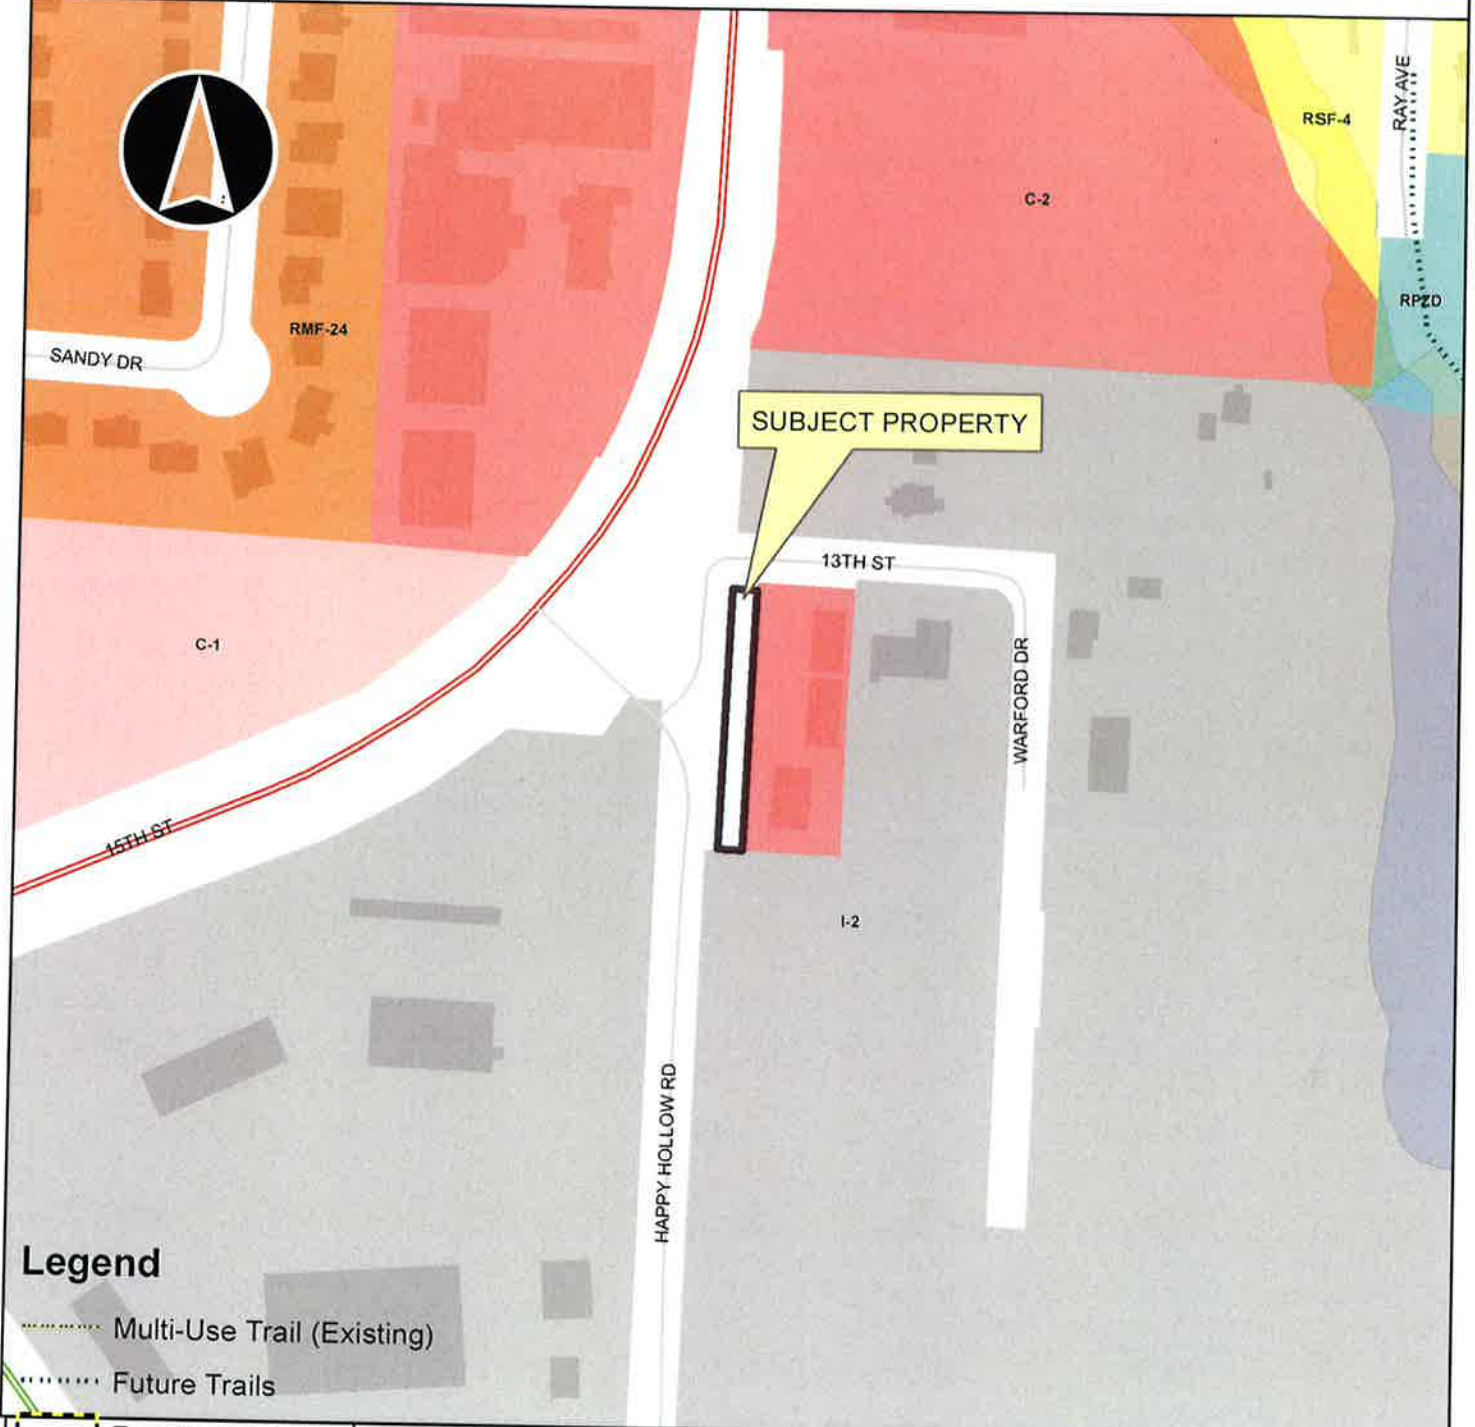 RAY AVE
RSF-4
C-2
RPZD
RMF-24
SANDY DR
SUBJECT PROPERTY
13TH ST
C-1
WARFORD DR
15TH ST
I-2
HAPPY HOLLOW RD
Legend
Multi-Use Trail (Existing)
Future Trails